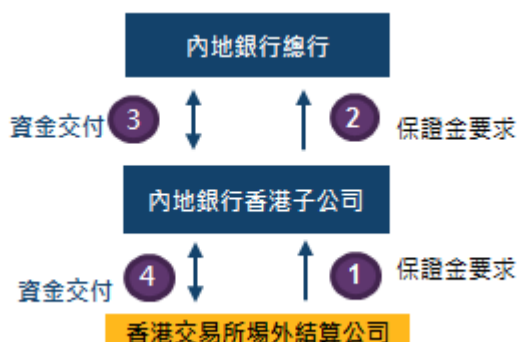 內地銀行總行
資金交付 3
2 保證金要求
內地銀行香港子公司
資金交付 4
1 保證金要求
香港交易所場外結算公司